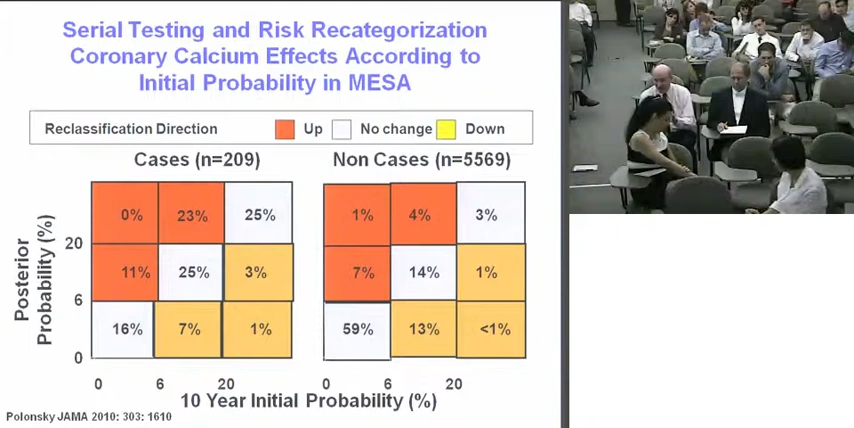 Serial Testing and Risk Recategorization
Coronary Calcium Effects According to
Initial Probability in MESA
Reclassification Direction Up No change Down
Cases (n=209) Non Cases (n=5569)
Posterior
Probability (%)
0% 23% 25% 1% 4% 3%
20
11% 25% 3% 7% 14% 1%
6
16% 7% 1% 59% 13% <1%
0
0 6 20 0 6 20
10 Year Initial Probability (%)
Polonsky JAMA 2010: 303: 1610